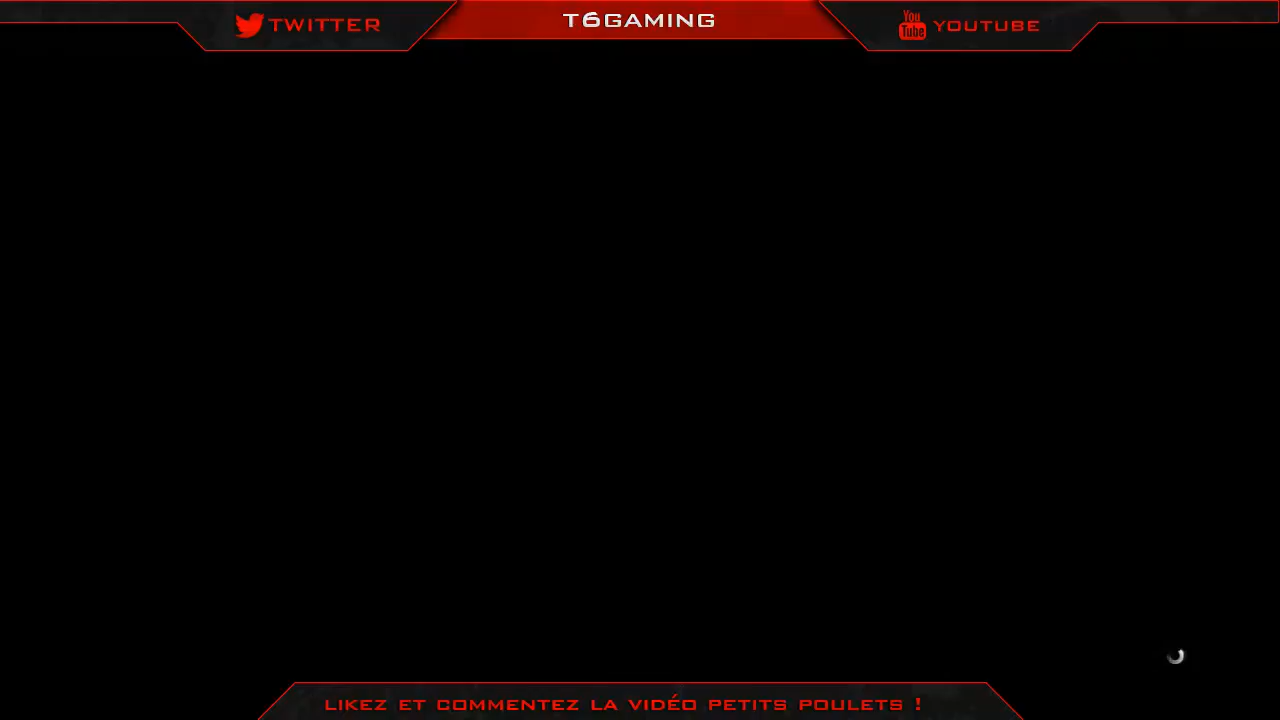 TWITTER
T6GAMING
You Tube YOUTUBE
LIKEZ ET COMMENTEZ LA VIDÉO PETITS POULETS !